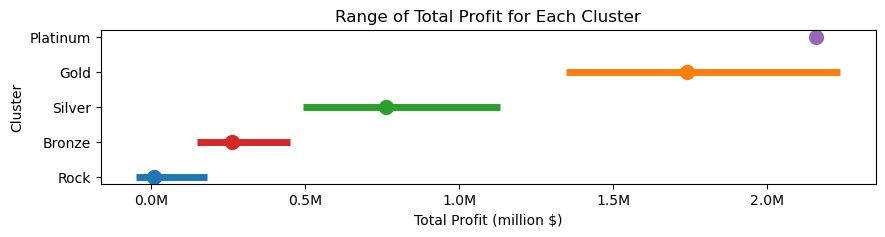 Range of Total Profit for Each Cluster
Cluster
Platinum
Gold
Silver
Bronze
Rock
0.0M 0.5M 1.0M 1.5M 2.0M
Total Profit (million $)